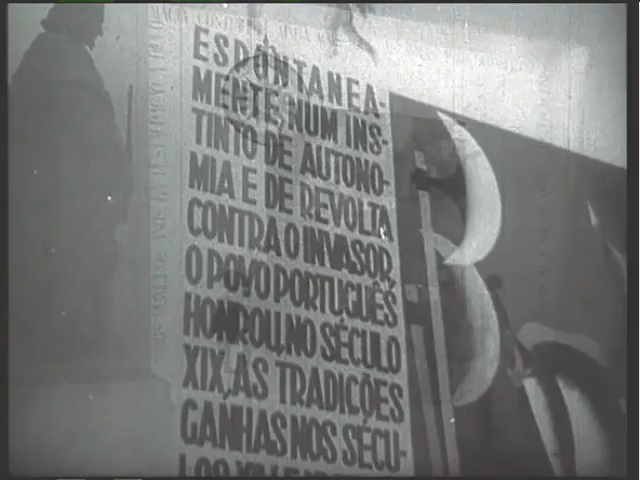 ESPONTANEA-
MENTE, NUM INS-
TINTO DE AUTONO-
MIA E DE REVOLTA
CONTRA O INVASOR,
O POVO PORTUGUÊS
HONROU, NO SÉCULO
XIX, AS TRADIÇÕES
GANHAS NOS SÉCU-